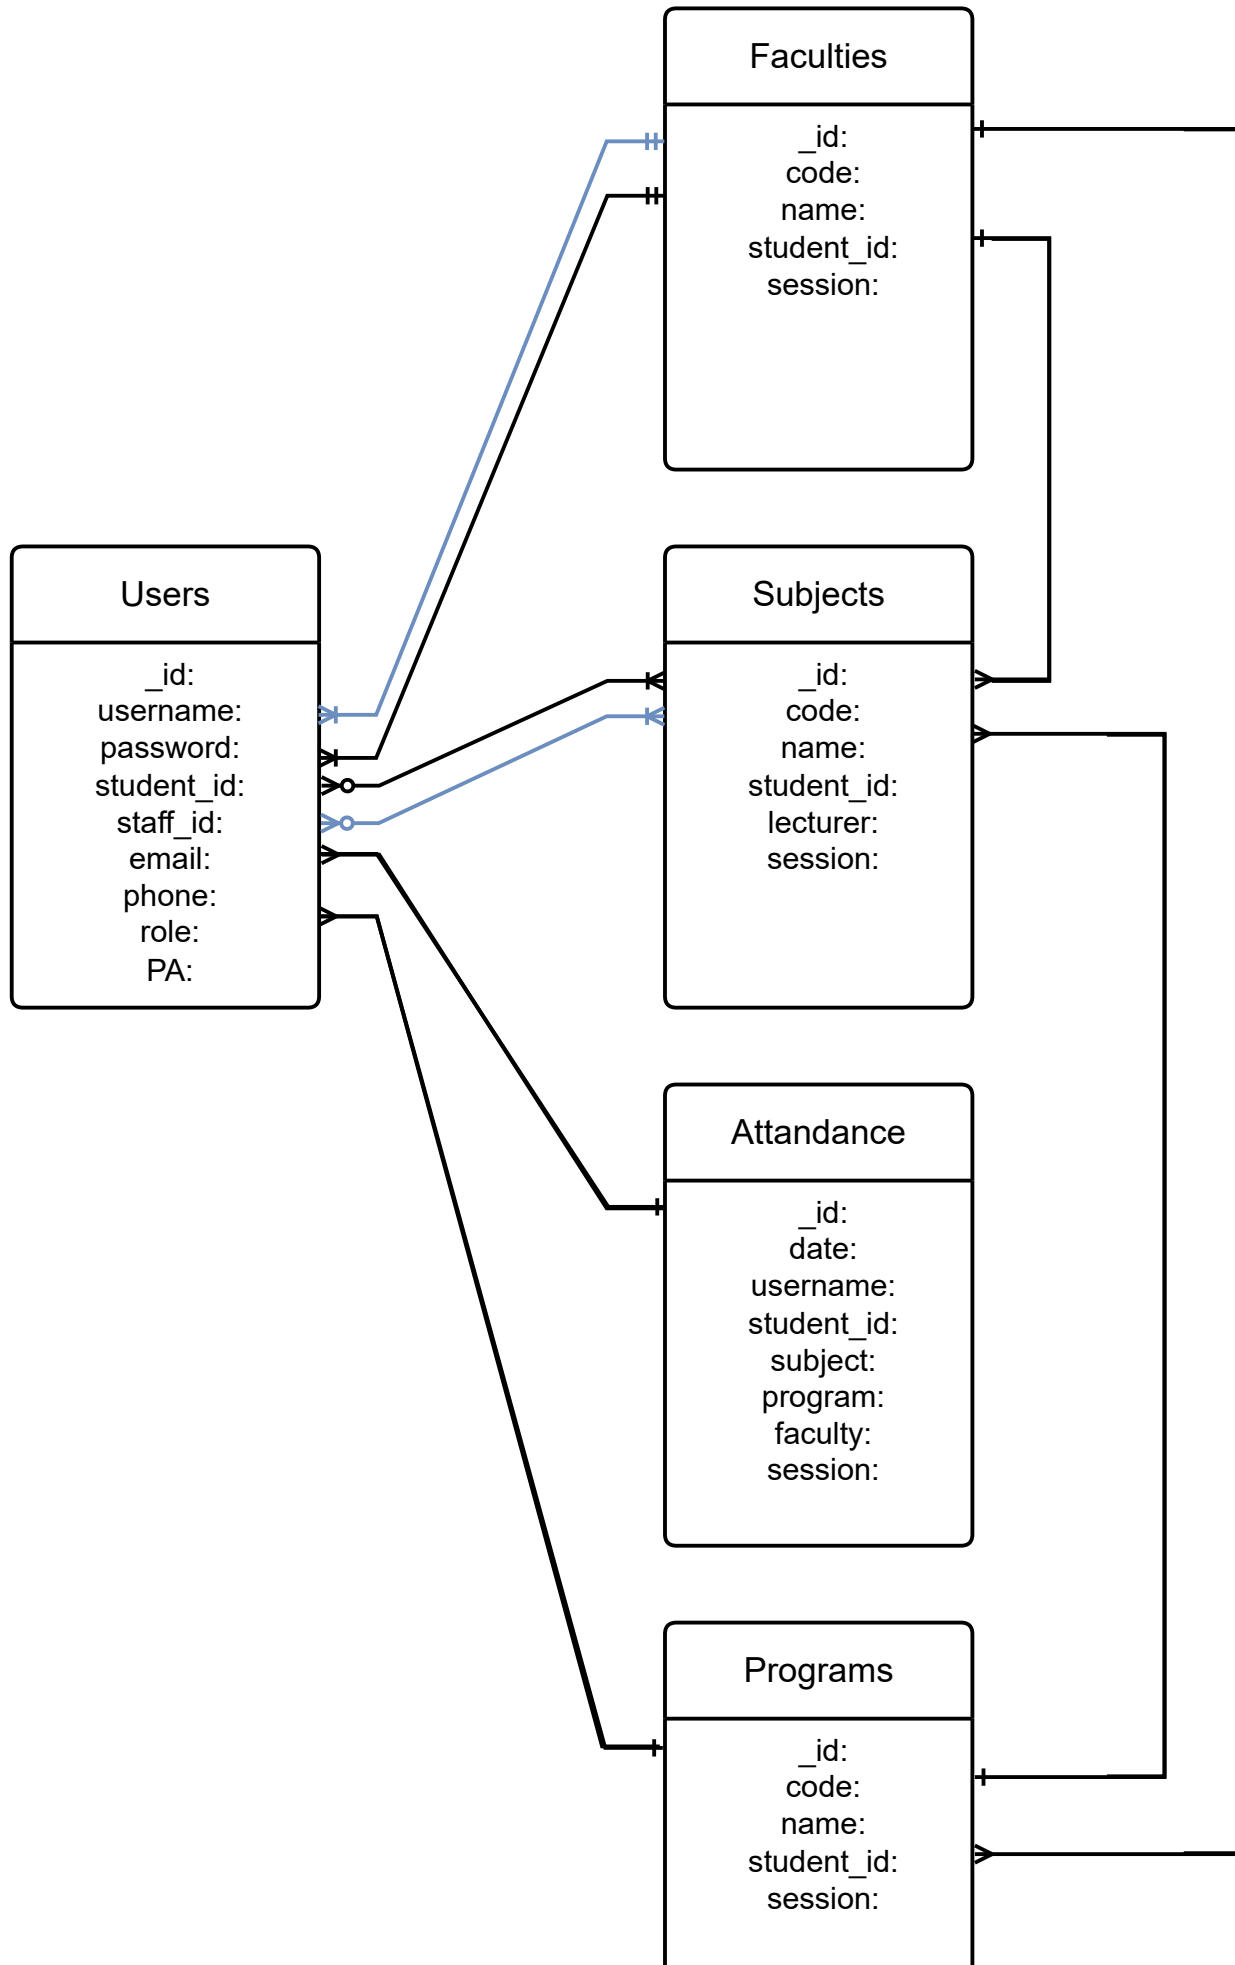 Faculties
_id:
code:
name:
student_id:
session:
Users
_id:
username:
password:
student_id:
staff_id:
email:
phone:
role:
PA:
Subjects
_id:
code:
name:
student_id:
lecturer:
session:
Attandance
_id:
date:
username:
student_id:
subject:
program:
faculty:
session:
Programs
_id:
code:
name:
student_id:
session: